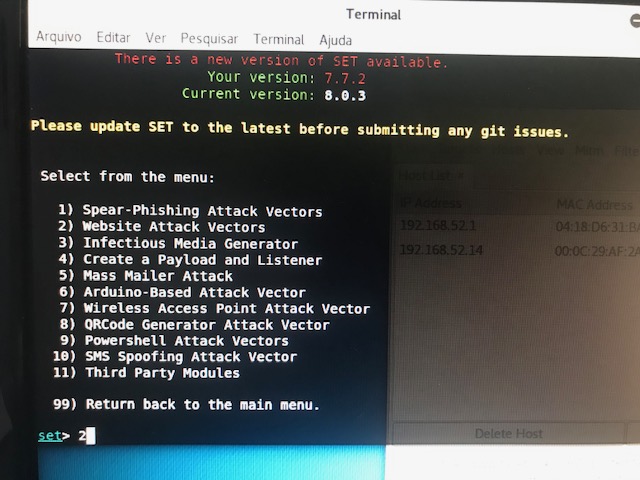 Terminal
Arquivo Editar Ver Pesquisar Terminal Ajuda
There is a new version of SET available.
Your version: 7.7.2
Current version: 8.0.3
Please update SET to the latest before submitting any git issues.
Select from the menu:
1) Spear-Phishing Attack Vectors
2) Website Attack Vectors
3) Infectious Media Generator
4) Create a Payload and Listener
5) Mass Mailer Attack
6) Arduino-Based Attack Vector
7) Wireless Access Point Attack Vector
8) QRCode Generator Attack Vector
9) Powershell Attack Vectors
10) SMS Spoofing Attack Vector
11) Third Party Modules
99) Return back to the main menu.
set> 2
Host List ×
IP Address MAC Address
192.168.52.1 04:18:D6:31:BA
192.168.52.14 00:0C:29:AF:2A
Delete Host